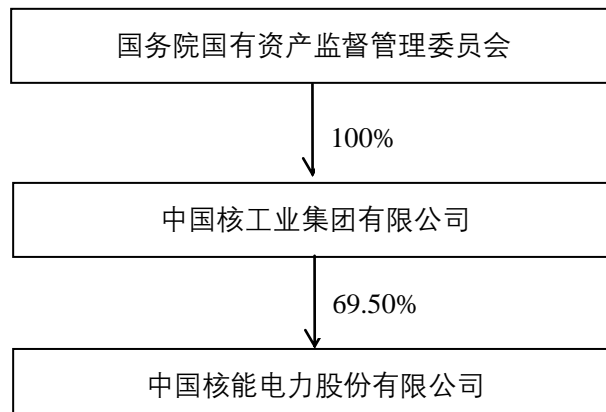 国务院国有资产监督管理委员会
100%
中国核工业集团有限公司
69.50%
中国核能电力股份有限公司